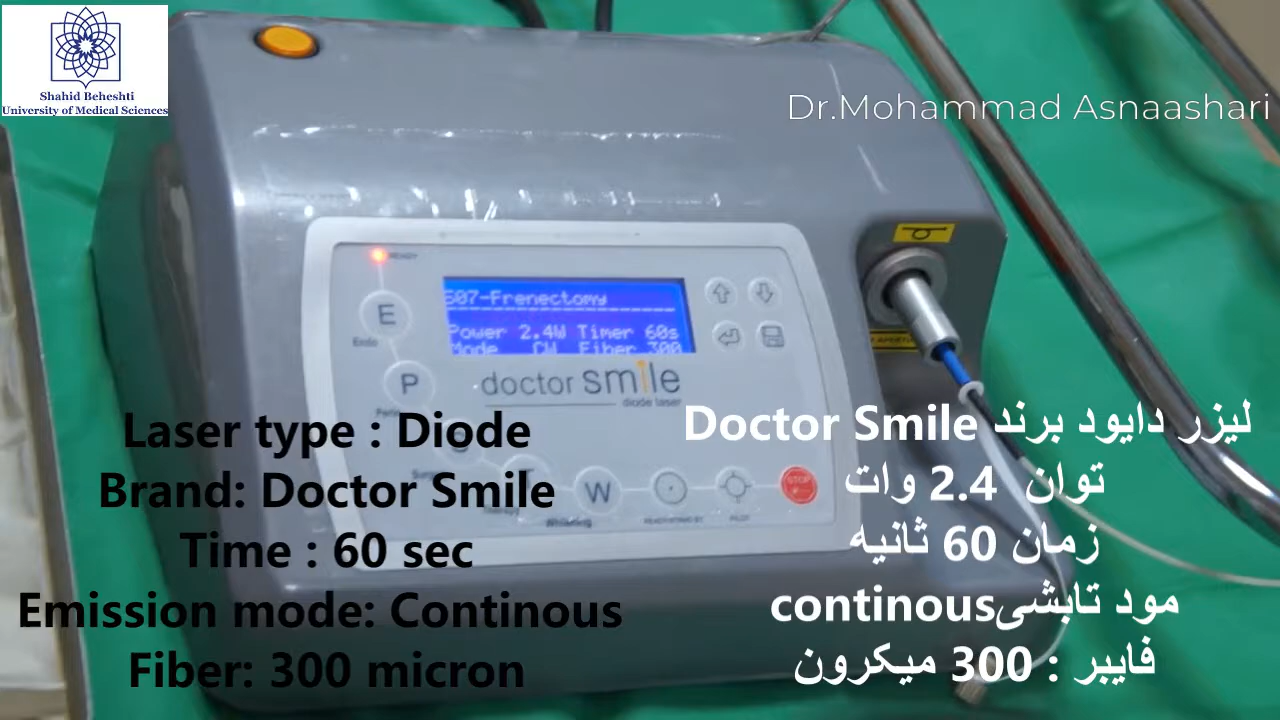 Shahid Beheshti
University of Medical Sciences
Dr.Mohammad Asnaashari
READY
S07-Frenectomy
Power 2.4W Timer 60s
Mode CW Fiber 300
E
Endo
P
doctor smile
diode laser
W
Whitening
STOP
PILOT
Laser type : Diode
Brand: Doctor Smile
Time : 60 sec
Emission mode: Continous
Fiber: 300 micron
لیزر دایود برند Doctor Smile
توان 2.4 وات
زمان 60 ثانیه
مود تابشیcontinous
فایبر : 300 میکرون